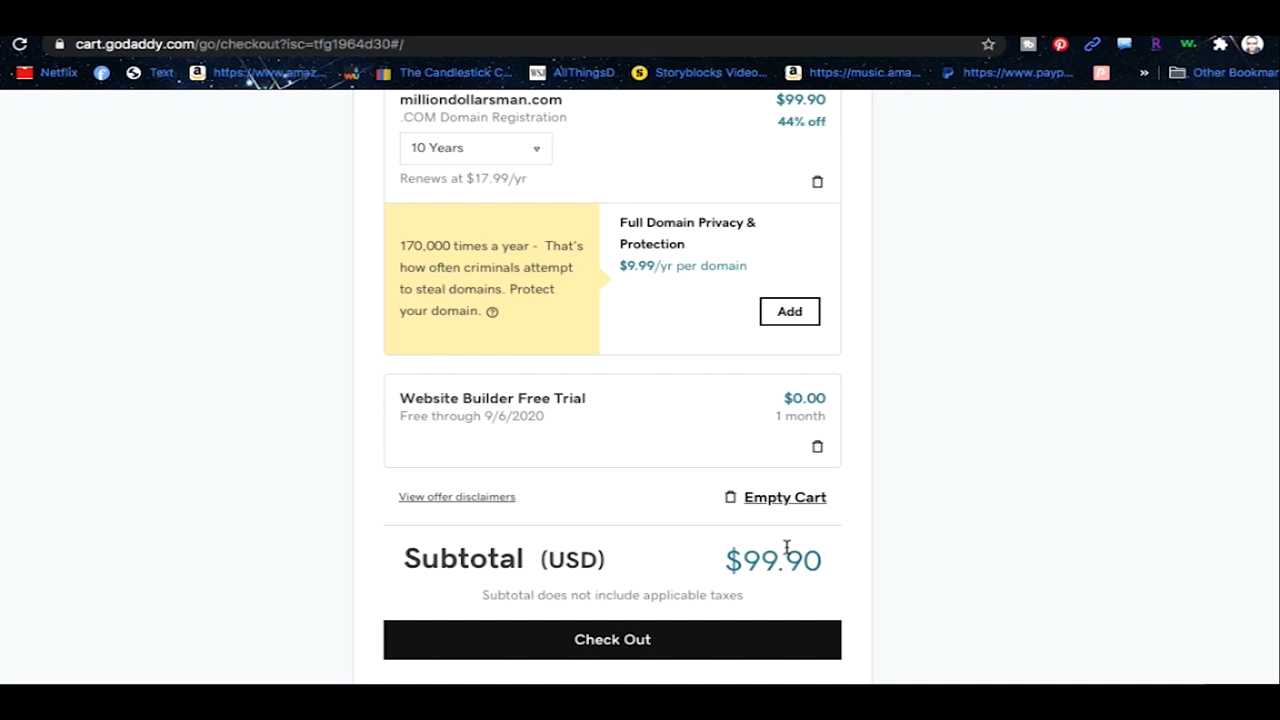 cart.godaddy.com/go/checkout?isc=tfg1964d30#/
Netflix Text https://www.amaz... The Candlestick C... WSJ AllThingsD Storyblocks Video... https://music.ama... https://www.payp... » Other Bookmar
milliondollarsman.com $99.90
.COM Domain Registration 44% off
10 Years
Renews at $17.99/yr
170,000 times a year - That's
how often criminals attempt
to steal domains. Protect
your domain.
Full Domain Privacy &
Protection
$9.99/yr per domain
Add
Website Builder Free Trial $0.00
Free through 9/6/2020 1 month
View offer disclaimers Empty Cart
Subtotal (USD) $99.90
Subtotal does not include applicable taxes
Check Out